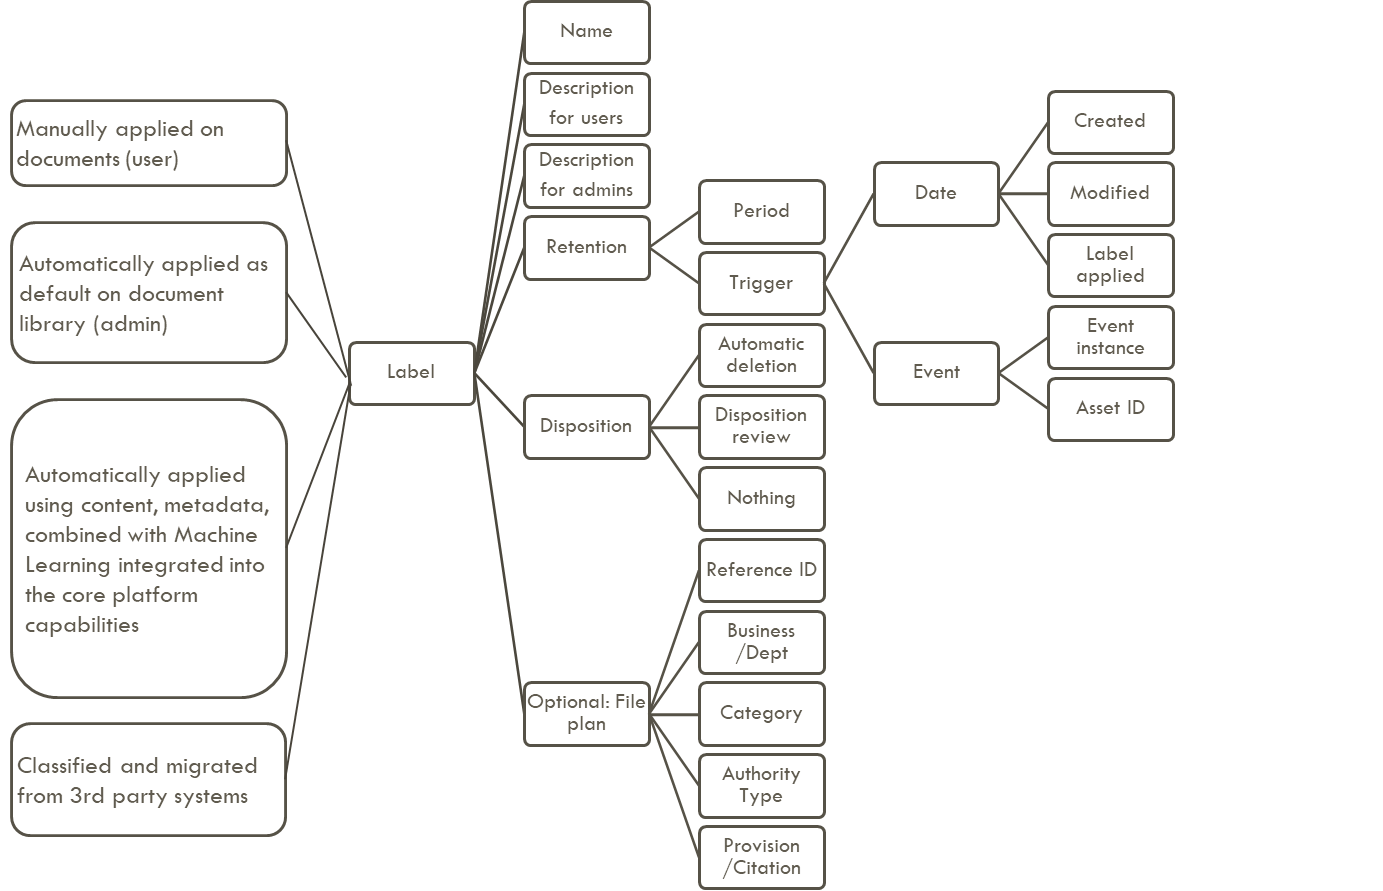 Manually applied on
documents (user)
Automatically applied as
default on document
library (admin)
Automatically applied
using content, metadata,
combined with Machine
Learning integrated into
the core platform
capabilities
Classified and migrated
from 3rd party systems
Label
Name
Description
for users
Description
for admins
Retention
Disposition
Optional: File
plan
Period
Trigger
Automatic
deletion
Disposition
review
Nothing
Reference ID
Business
/Dept
Category
Authority
Type
Provision
/Citation
Date
Event
Created
Modified
Label
applied
Event
instance
Asset ID